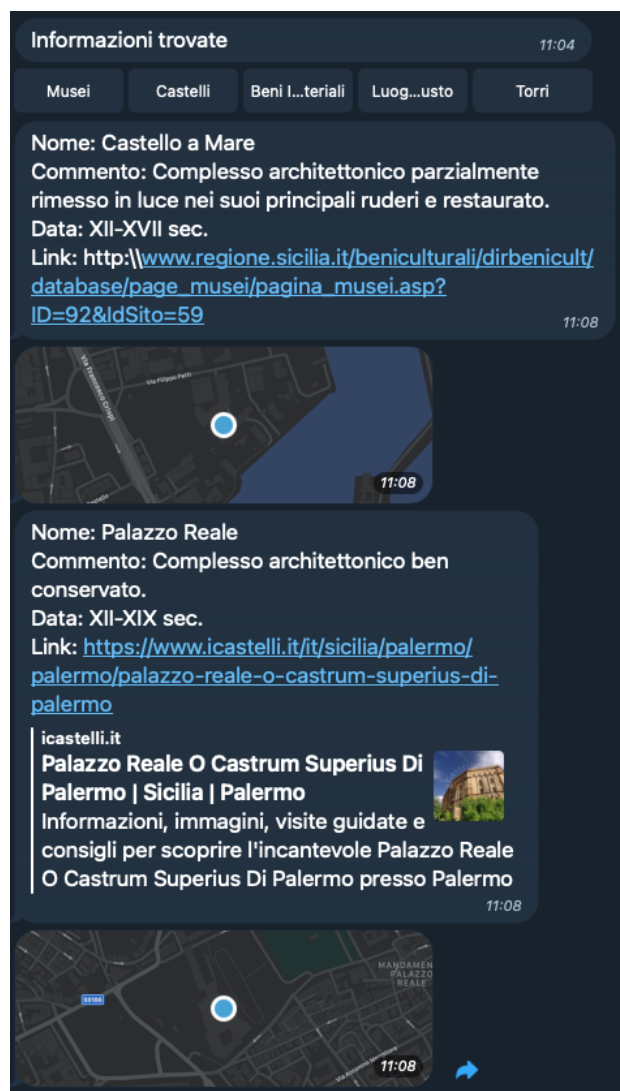 Informazioni trovate
11:04
Musei
Castelli
Beni I...teriali
Luog...usto
Torri
Nome: Castello a Mare
Commento: Complesso architettonico parzialmente
rimesso in luce nei suoi principali ruderi e restaurato.
Data: XII-XVII sec.
Link: http:\\www.regione.sicilia.it/beniculturali/dirbenicult/
database/page_musei/pagina_musei.asp?
ID=92&IdSito=59
11:08
Via Francesco Crispi
Via Filippo Patti
11:08
Nome: Palazzo Reale
Commento: Complesso architettonico ben
conservato.
Data: XII-XIX sec.
Link: https://www.icastelli.it/it/sicilia/palermo/
palermo/palazzo-reale-o-castrum-superius-di-
palermo
icastelli.it
Palazzo Reale O Castrum Superius Di
Palermo | Sicilia | Palermo
Informazioni, immagini, visite guidate e
consigli per scoprire l'incantevole Palazzo Reale
O Castrum Superius Di Palermo presso Palermo
11:08
MANDAMEN
PALAZZO
REALE
11:08